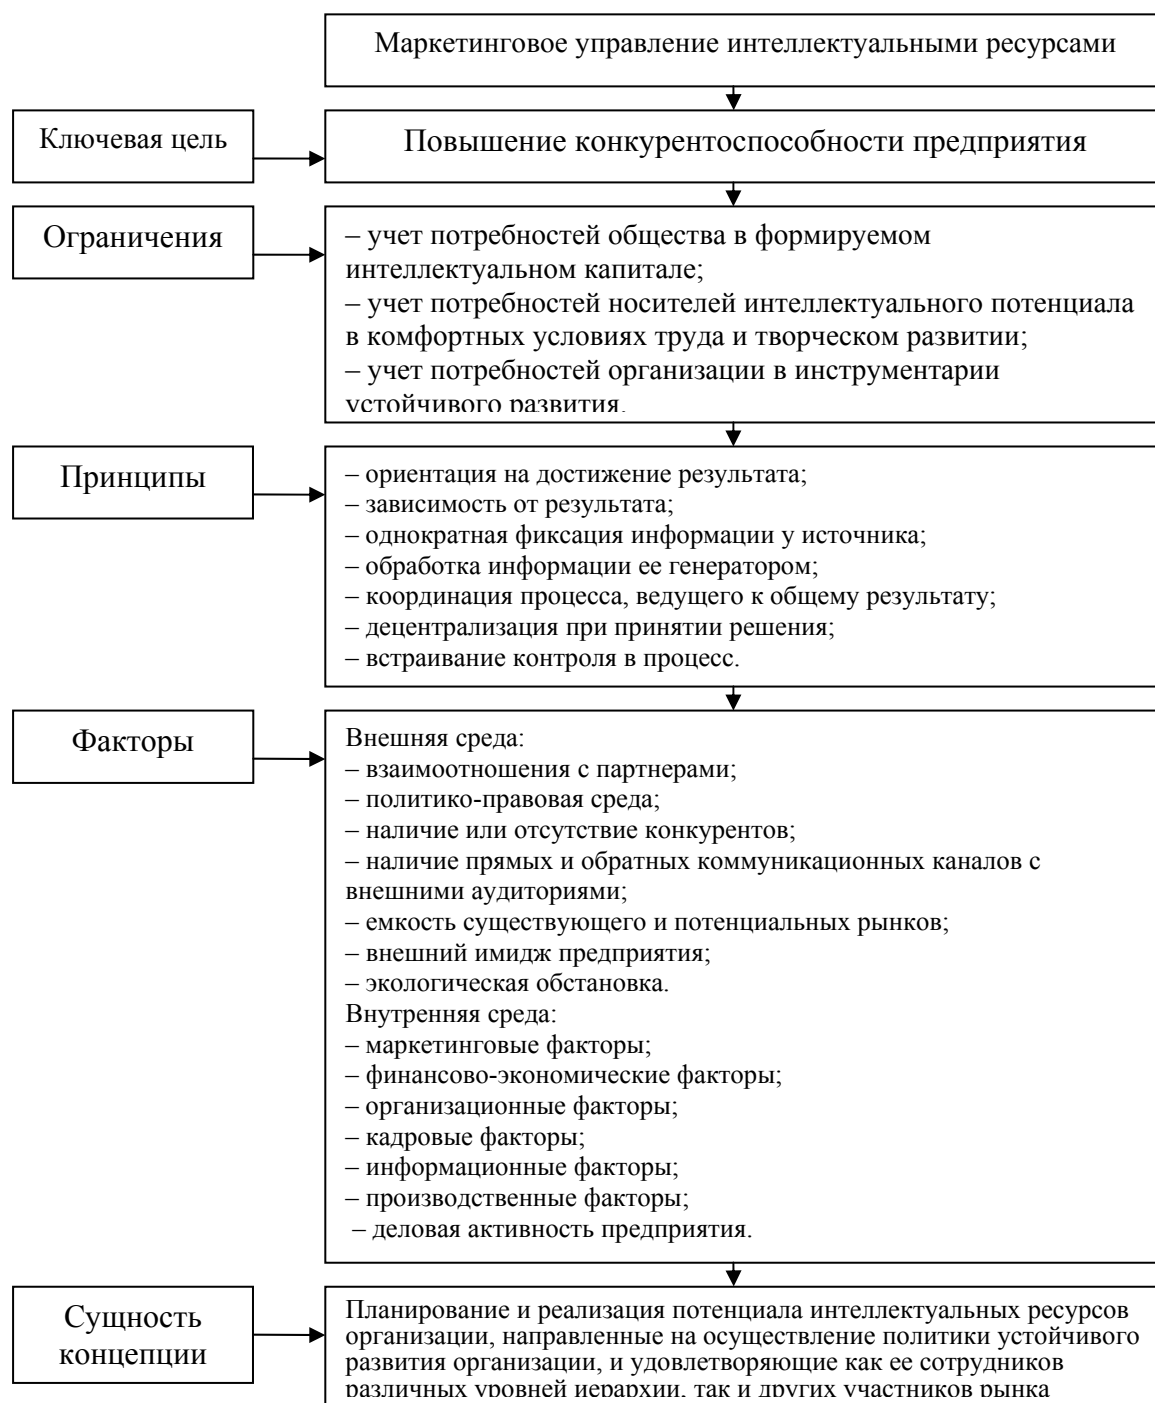 Маркетинговое управление интеллектуальными ресурсами
Ключевая цель
Повышение конкурентоспособности предприятия
Ограничения
– учет потребностей общества в формируемом
интеллектуальном капитале;
– учет потребностей носителей интеллектуального потенциала
в комфортных условиях труда и творческом развитии;
– учет потребностей организации в инструментарии
устойчивого развития.
Принципы
– ориентация на достижение результата;
– зависимость от результата;
– однократная фиксация информации у источника;
– обработка информации ее генератором;
– координация процесса, ведущего к общему результату;
– децентрализация при принятии решения;
– встраивание контроля в процесс.
Факторы
Внешняя среда:
– взаимоотношения с партнерами;
– политико-правовая среда;
– наличие или отсутствие конкурентов;
– наличие прямых и обратных коммуникационных каналов с
внешними аудиториями;
– емкость существующего и потенциальных рынков;
– внешний имидж предприятия;
– экологическая обстановка.
Внутренняя среда:
– маркетинговые факторы;
– финансово-экономические факторы;
– организационные факторы;
– кадровые факторы;
– информационные факторы;
– производственные факторы;
– деловая активность предприятия.
Сущность
концепции
Планирование и реализация потенциала интеллектуальных ресурсов
организации, направленные на осуществление политики устойчивого
развития организации, и удовлетворяющие как ее сотрудников
различных уровней иерархии, так и других участников рынка